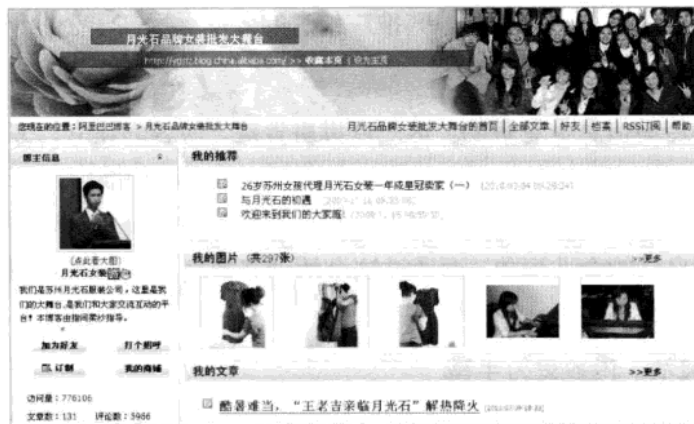 月光石品牌女装批发大舞台
http://ygsfz.blog.china.alibaba.com/ >> 收藏本页 | 设为主页
您现在的位置：阿里巴巴博客 > 月光石品牌女装批发大舞台
月光石品牌女装批发大舞台的首页 | 全部文章 | 好友 | 档案 | RSS订阅 | 帮助
博主信息
我的推荐
26岁苏州女孩代理月光石女装一年成皇冠卖家（一）
与月光石的初遇
欢迎来到我们的大家庭
(点此看大图)
月光石女装
我们是苏州月光石服装公司，这里是我
们的大舞台，是我们和大家交流互动的平
台！本博客由指间柔沙指导。
加为好友 打个招呼
订制 我的商铺
访问量：776106
文章数：131 评论数：5966
我的图片 (共297张) >>更多
我的文章 >>更多
酷暑难当，“王老吉亲临月光石”解热降火